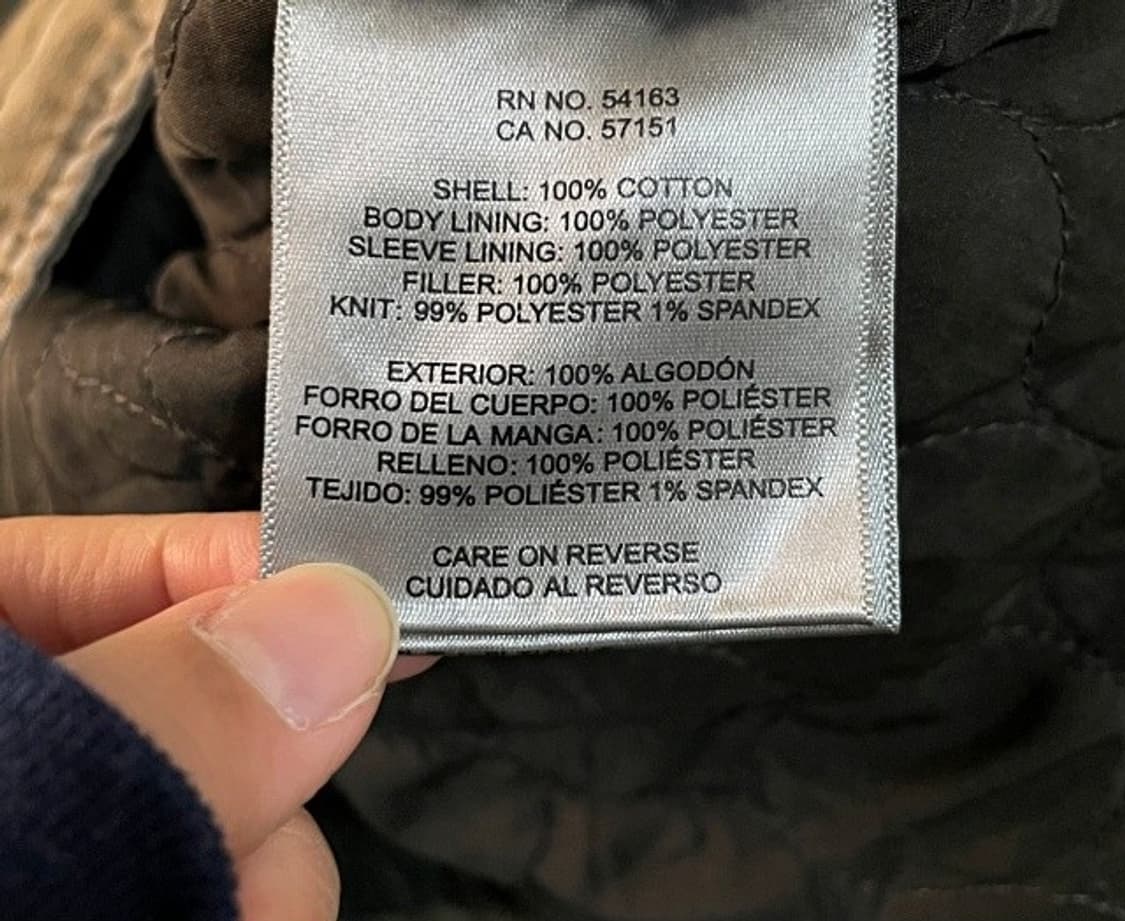 RN NO. 54163
CA NO. 57151
SHELL: 100% COTTON
BODY LINING: 100% POLYESTER
SLEEVE LINING: 100% POLYESTER
FILLER: 100% POLYESTER
KNIT: 99% POLYESTER 1% SPANDEX
EXTERIOR: 100% ALGODÓN
FORRO DEL CUERPO: 100% POLIÉSTER
FORRO DE LA MANGA: 100% POLIÉSTER
RELLENO: 100% POLIÉSTER
TEJIDO: 99% POLIÉSTER 1% SPANDEX
CARE ON REVERSE
CUIDADO AL REVERSO